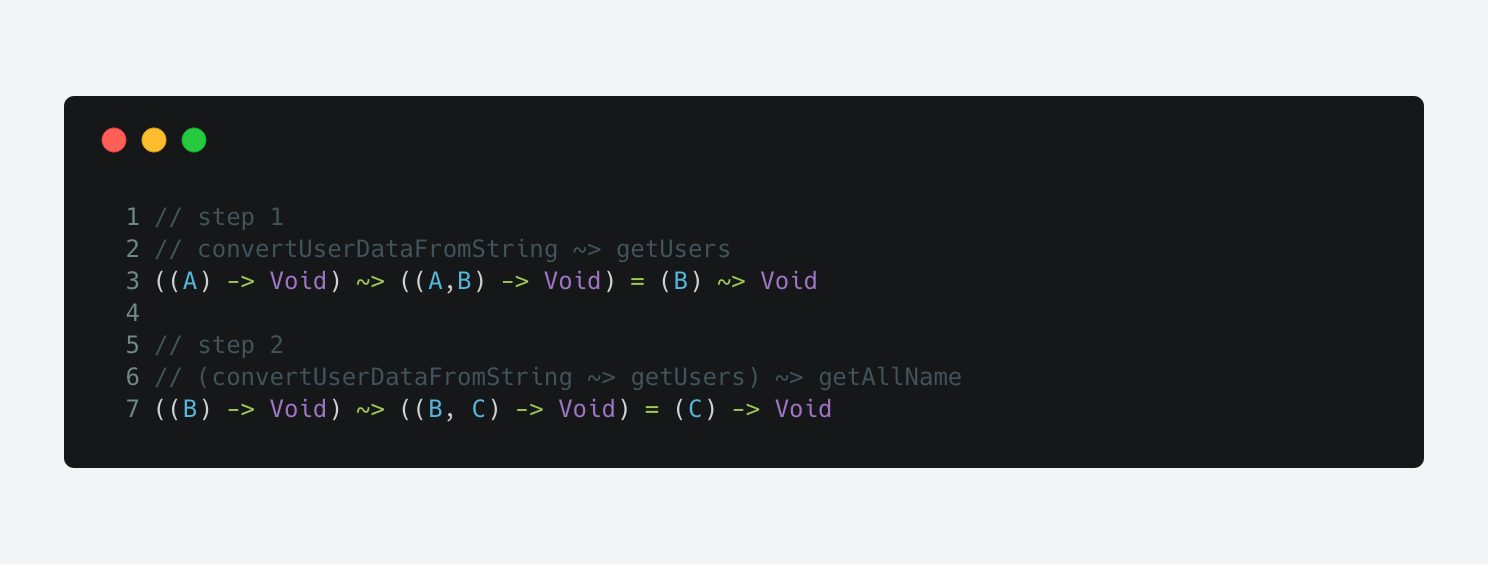 1 // step 1
2 // convertUserDataFromString ~> getUsers
3 ((A) -> Void) ~> ((A,B) -> Void) = (B) ~> Void
4
5 // step 2
6 // (convertUserDataFromString ~> getUsers) ~> getAllName
7 ((B) -> Void) ~> ((B, C) -> Void) = (C) -> Void